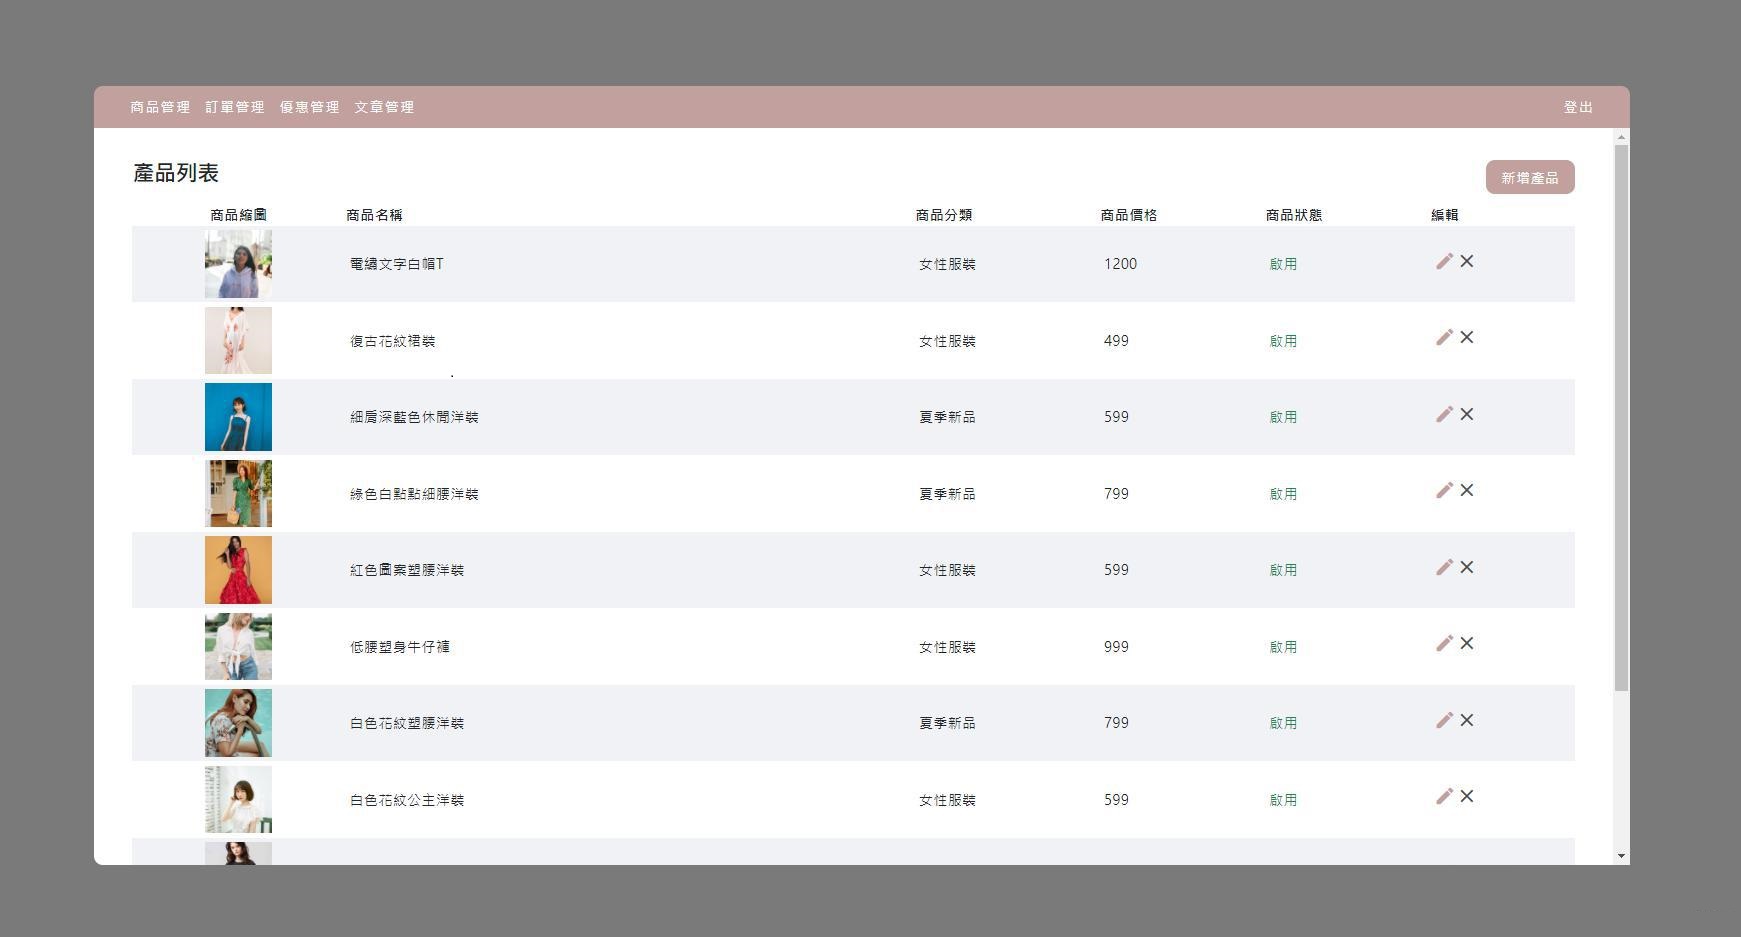 商品管理 訂單管理 優惠管理 文章管理 登出
產品列表
新增產品
商品縮圖 商品名稱 商品分類 商品價格 商品狀態 編輯
電繡文字白帽T 女性服裝 1200 啟用
復古花紋裙裝 女性服裝 499 啟用
細肩深藍色休閒洋裝 夏季新品 599 啟用
綠色白點點細腰洋裝 夏季新品 799 啟用
紅色圖案塑腰洋裝 女性服裝 599 啟用
低腰塑身牛仔褲 女性服裝 999 啟用
白色花紋塑腰洋裝 夏季新品 799 啟用
白色花紋公主洋裝 女性服裝 599 啟用